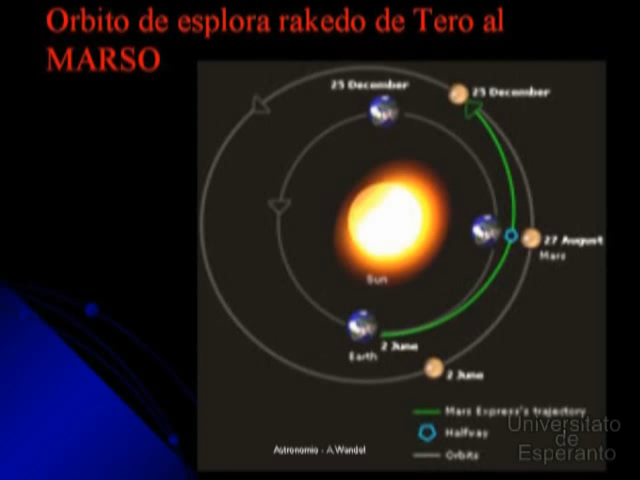 Orbito de esplora rakedo de Tero al
MARSO
25 December
25 December
27 August
Mars
Sun
2 June
Earth
2 June
Mars Express's trajectory
Halfway
Orbits
Astronomio - A.Wandel
Universitato
de
Esperanto